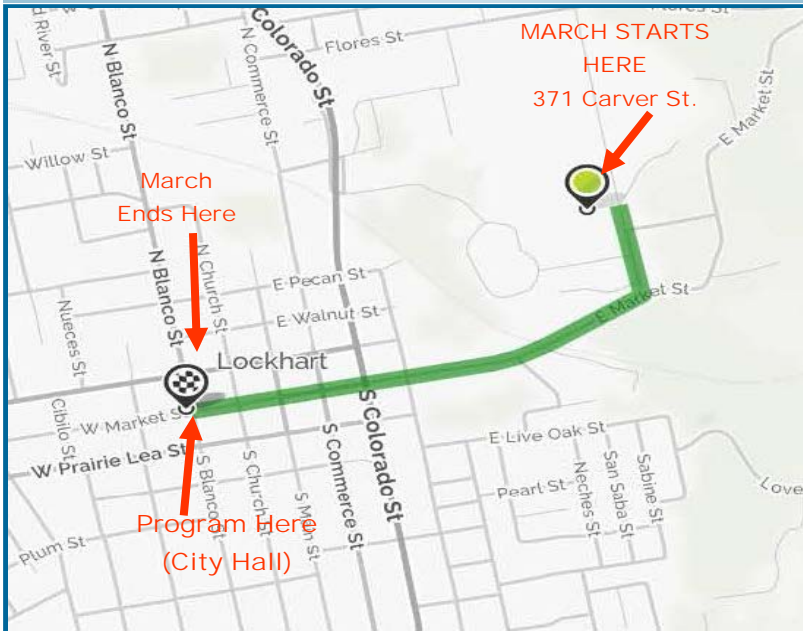 d River St
N Blanco St
N Commerce St
Colorado St
Flores St
MARCH STARTS
HERE
371 Carver St.
E Market St
Willow St
March
Ends Here
N Church St
N Blanco St
E Pecan St
Nueces St
E Walnut St
E Market St
Lockhart
Cibilo St
W Market S
W Prairie Lea St
S Blanco St
S Church St
S Main St
S Commerce St
S Colorado St
E Live Oak St
Pearl St
Neches St
San Saba St
Sabine St
Love
Program Here
(City Hall)
Plum St